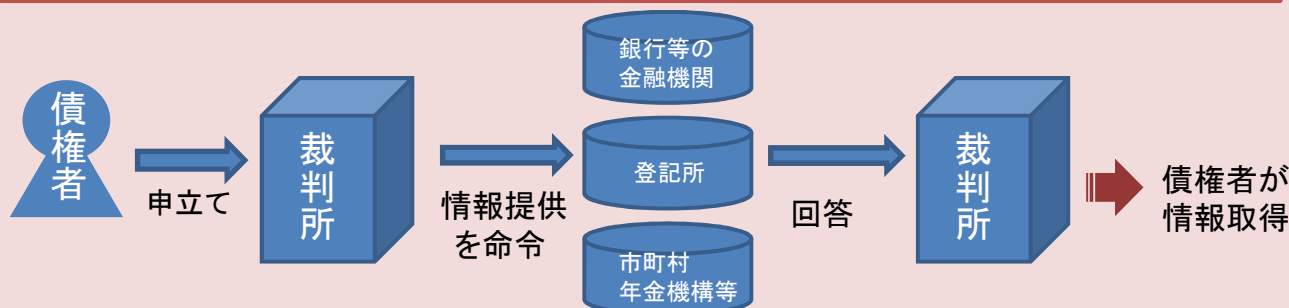 債権者
申立て
裁判所
情報提供
を命令
銀行等の
金融機関
登記所
市町村
年金機構等
回答
裁判所
債権者が
情報取得